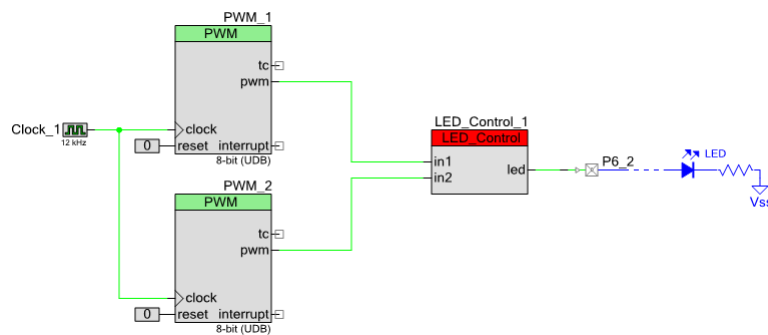 PWM_1
PWM
tc
pwm
Clock_1
12 kHz
clock
0
reset
interrupt
8-bit (UDB)
LED_Control_1
LED_Control
in1
in2
led
P6_2
LED
Vss
PWM_2
PWM
tc
pwm
clock
0
reset
interrupt
8-bit (UDB)